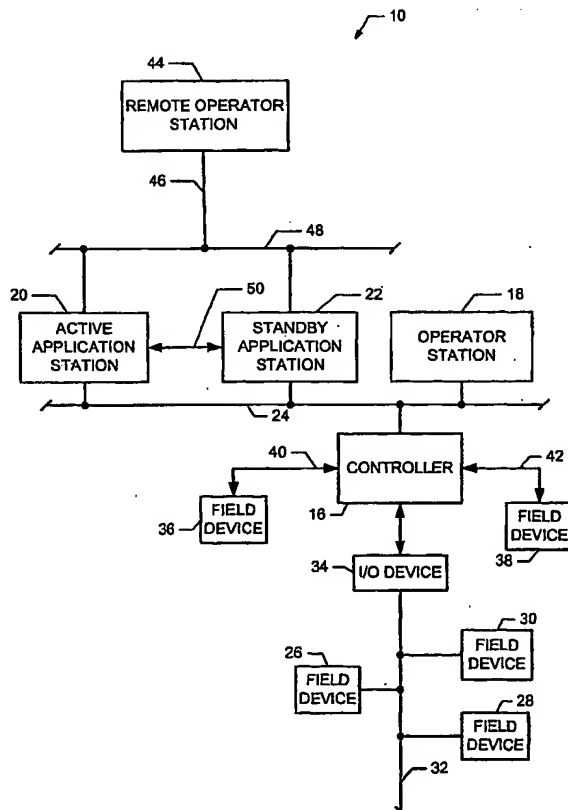 10
44
REMOTE OPERATOR
STATION
46
48
20
50
22
18
ACTIVE
APPLICATION
STATION
STANDBY
APPLICATION
STATION
OPERATOR
STATION
24
40
42
CONTROLLER
36
FIELD
DEVICE
16
FIELD
DEVICE
38
34
I/O DEVICE
30
26
FIELD
DEVICE
FIELD
DEVICE
28
FIELD
DEVICE
32